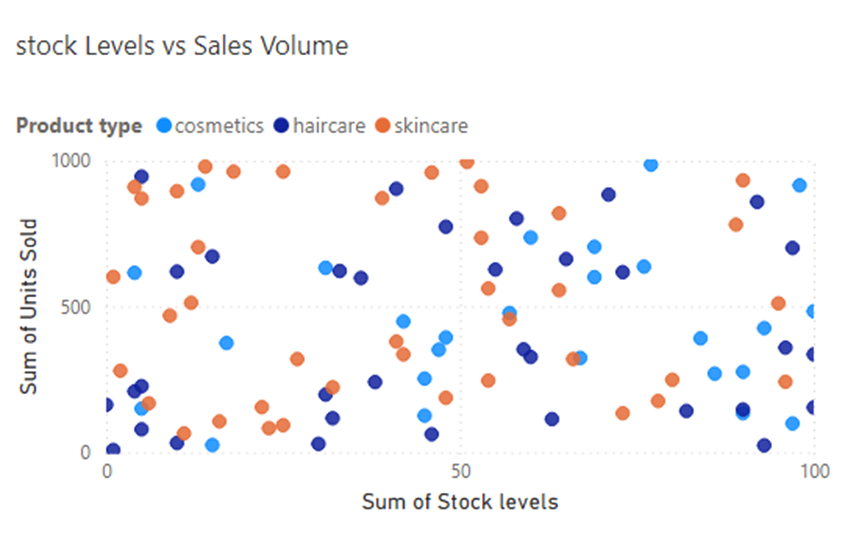 stock Levels vs Sales Volume
Product type cosmetics haircare skincare
1000
500
0
Sum of Units Sold
0 50 100
Sum of Stock levels